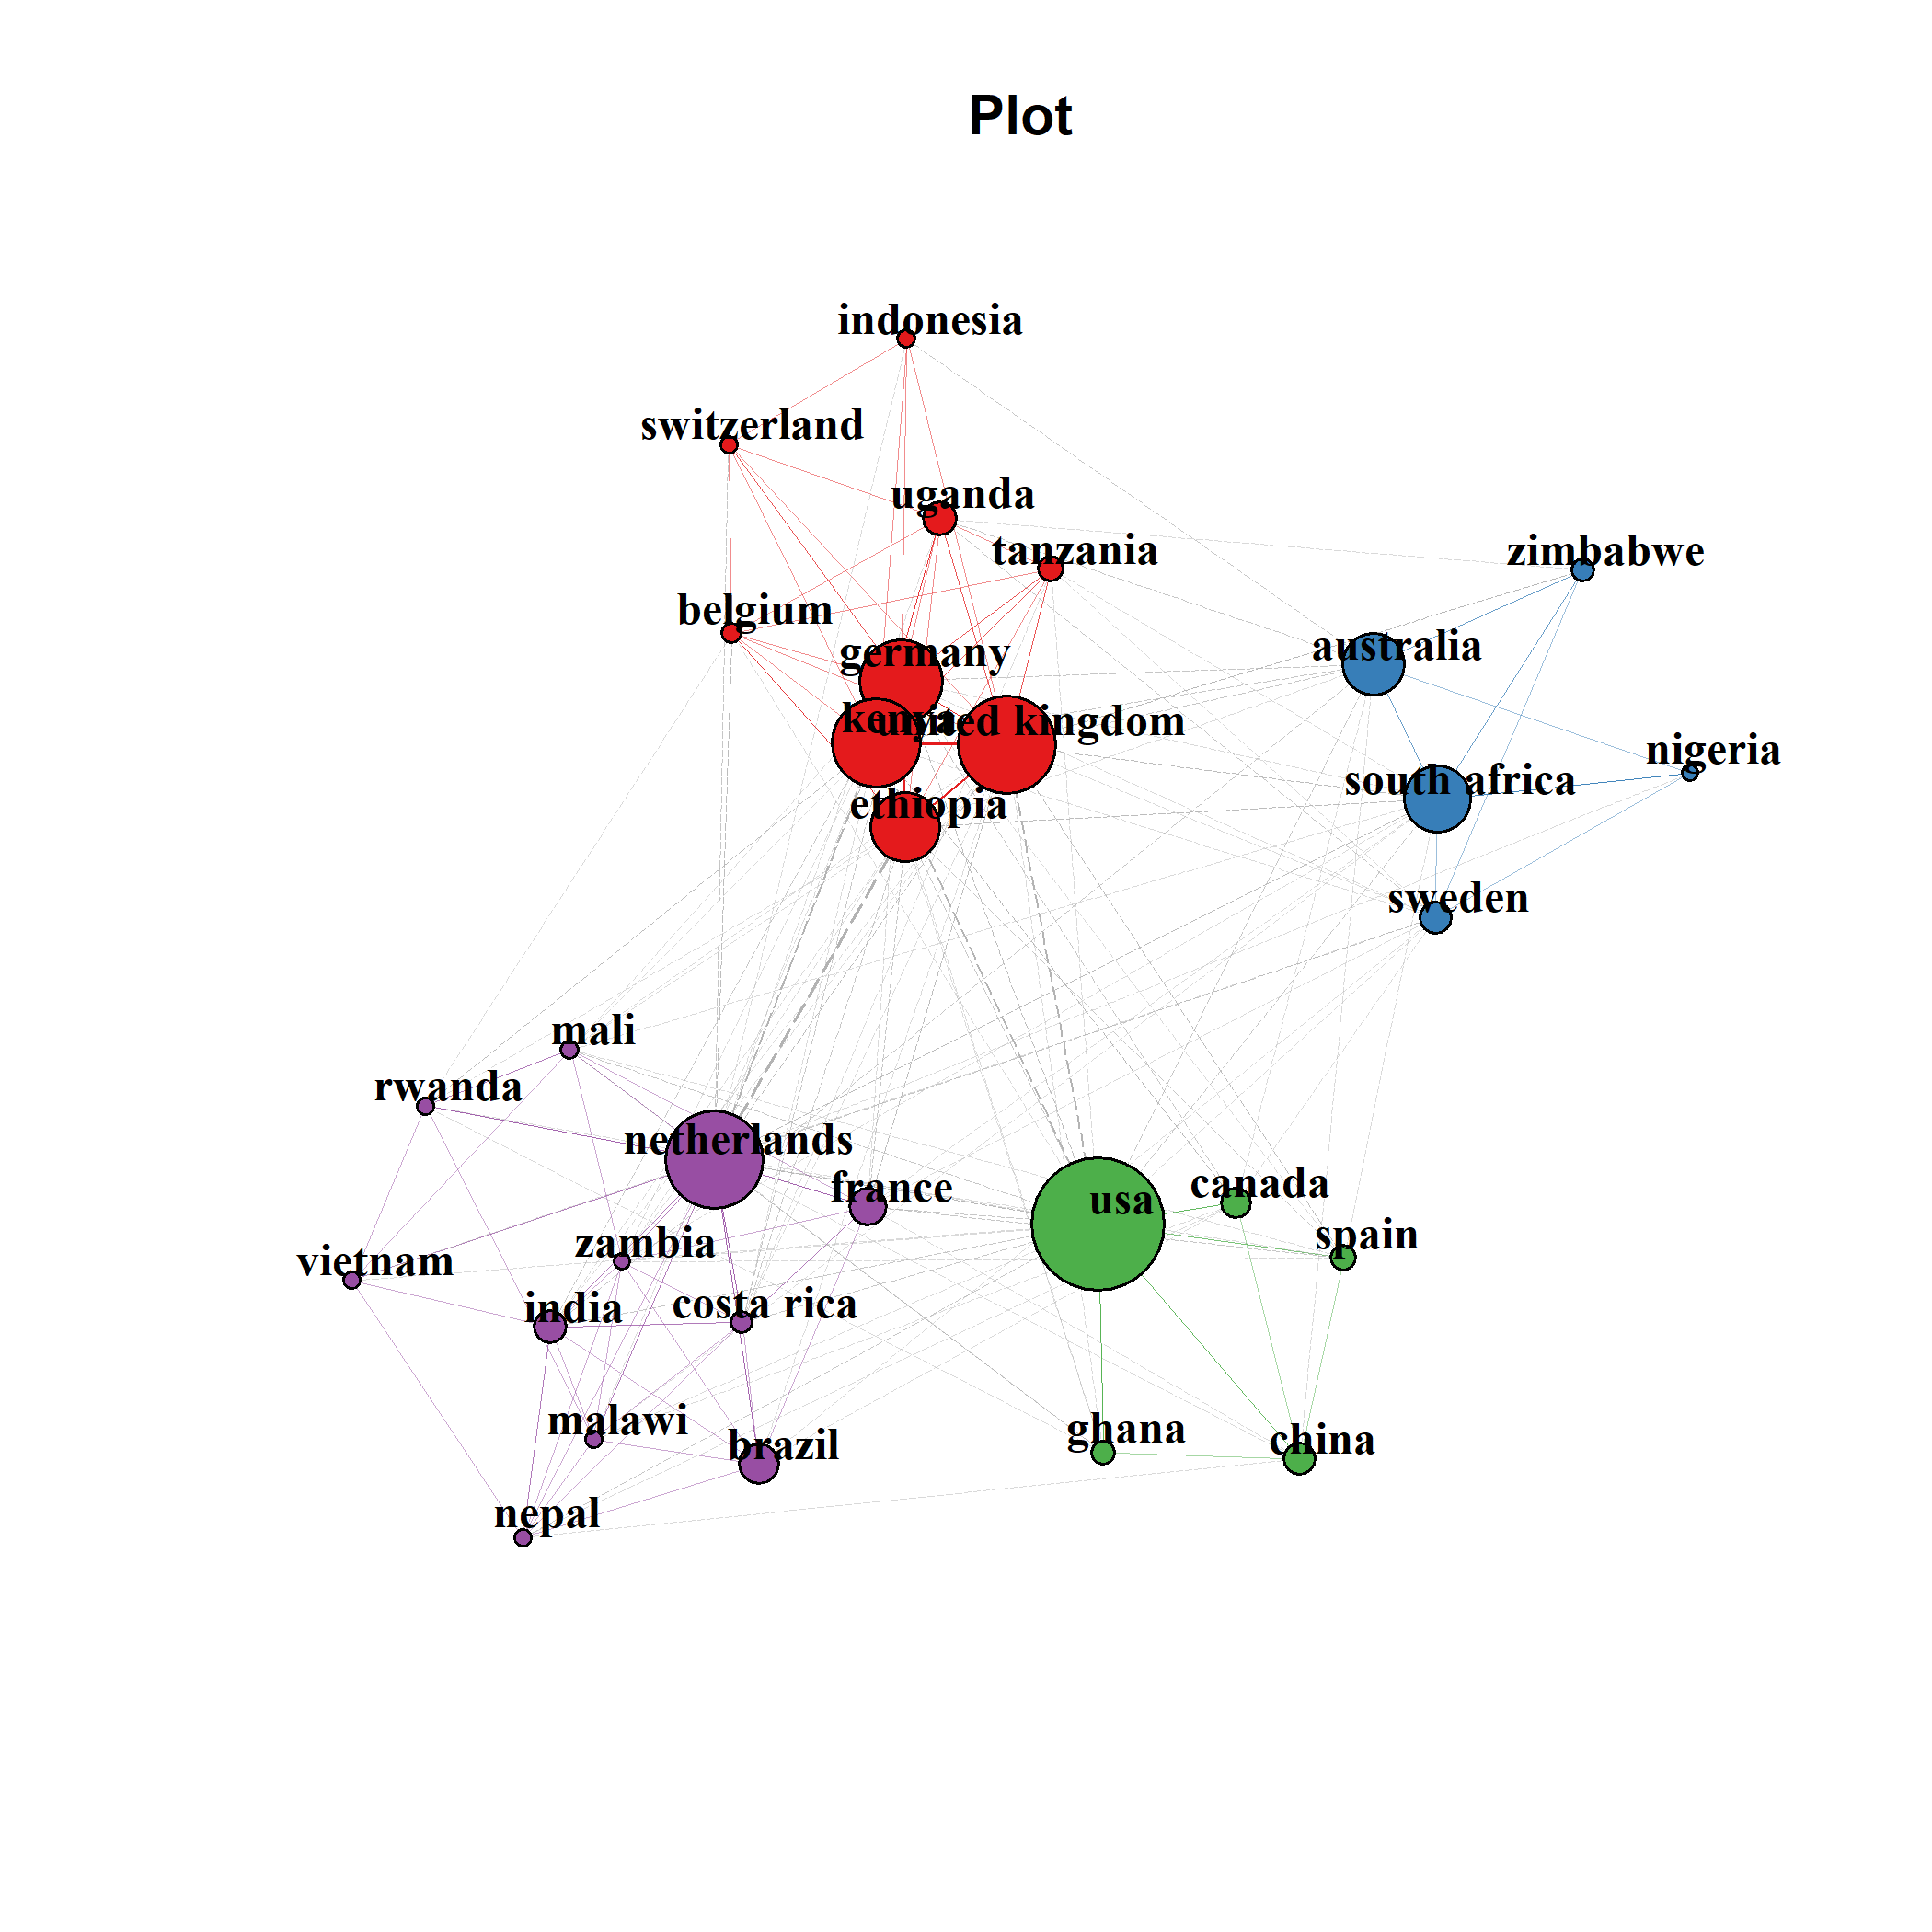 Plot
indonesia
switzerland
uganda
tanzania
zimbabwe
belgium
germany
australia
kenya
united kingdom
nigeria
south africa
ethiopia
sweden
mali
rwanda
netherlands
france
usa
canada
zambia
spain
vietnam
india
costa rica
malawi
brazil
ghana
china
nepal